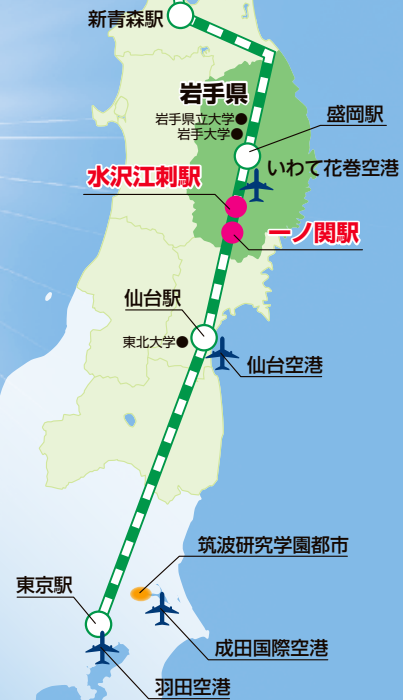 新青森駅
岩手県
岩手県立大学
岩手大学
盛岡駅
いわて花巻空港
水沢江刺駅
一ノ関駅
仙台駅
東北大学
仙台空港
筑波研究学園都市
東京駅
成田国際空港
羽田空港